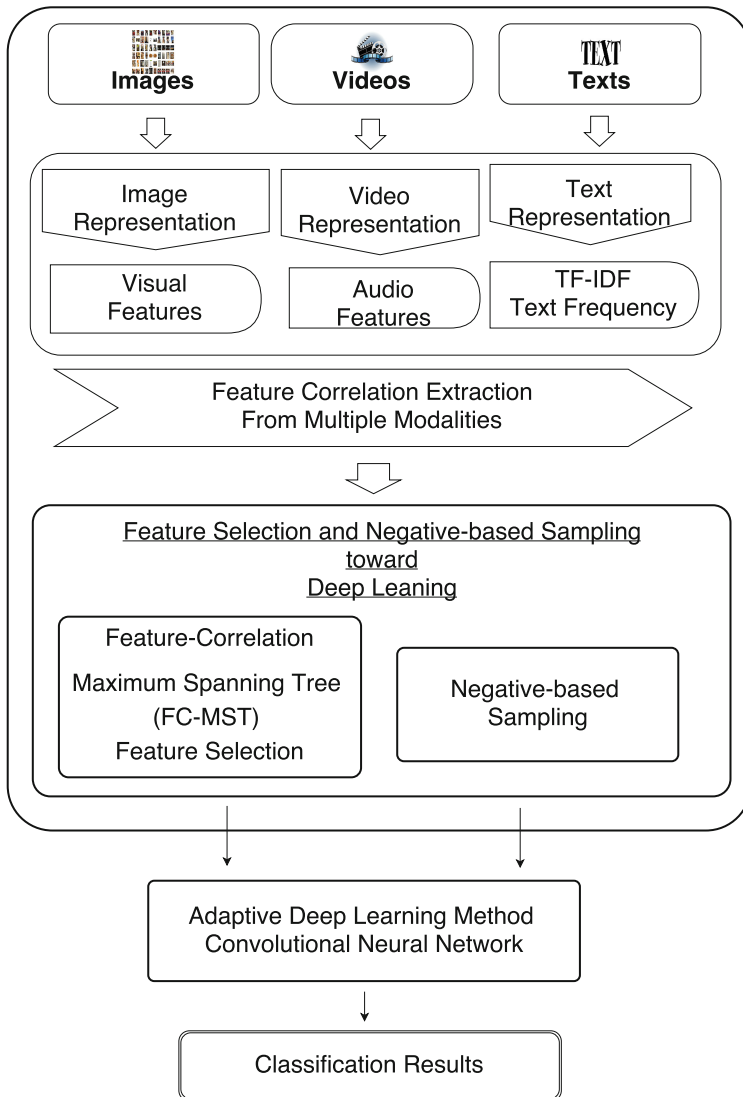 Images
Videos
TEXT
Texts
Image
Representation
Video
Representation
Text
Representation
Visual
Features
Audio
Features
TF-IDF
Text Frequency
Feature Correlation Extraction
From Multiple Modalities
Feature Selection and Negative-based Sampling
toward
Deep Leaning
Feature-Correlation
Maximum Spanning Tree
(FC-MST)
Feature Selection
Negative-based
Sampling
Adaptive Deep Learning Method
Convolutional Neural Network
Classification Results